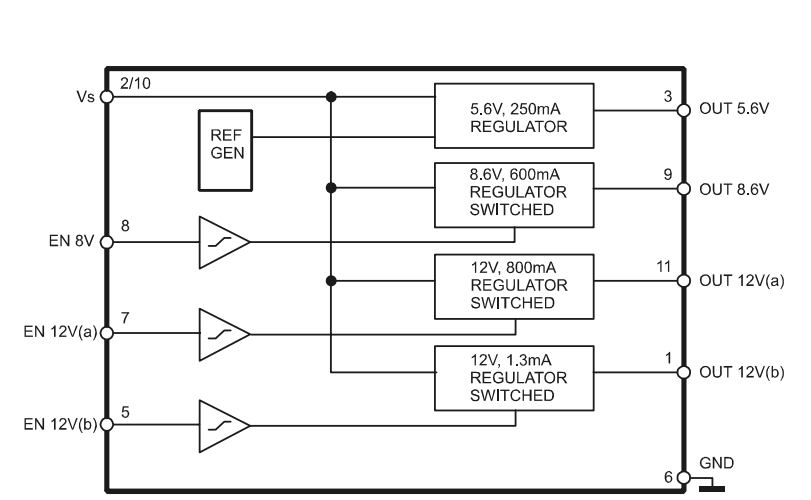 2/10
Vs
5.6V, 250mA
REGULATOR
3
OUT 5.6V
REF
GEN
8.6V, 600mA
REGULATOR
SWITCHED
9
OUT 8.6V
8
EN 8V
12V, 800mA
REGULATOR
SWITCHED
11
OUT 12V(a)
7
EN 12V(a)
12V, 1.3mA
REGULATOR
SWITCHED
1
OUT 12V(b)
5
EN 12V(b)
GND
6